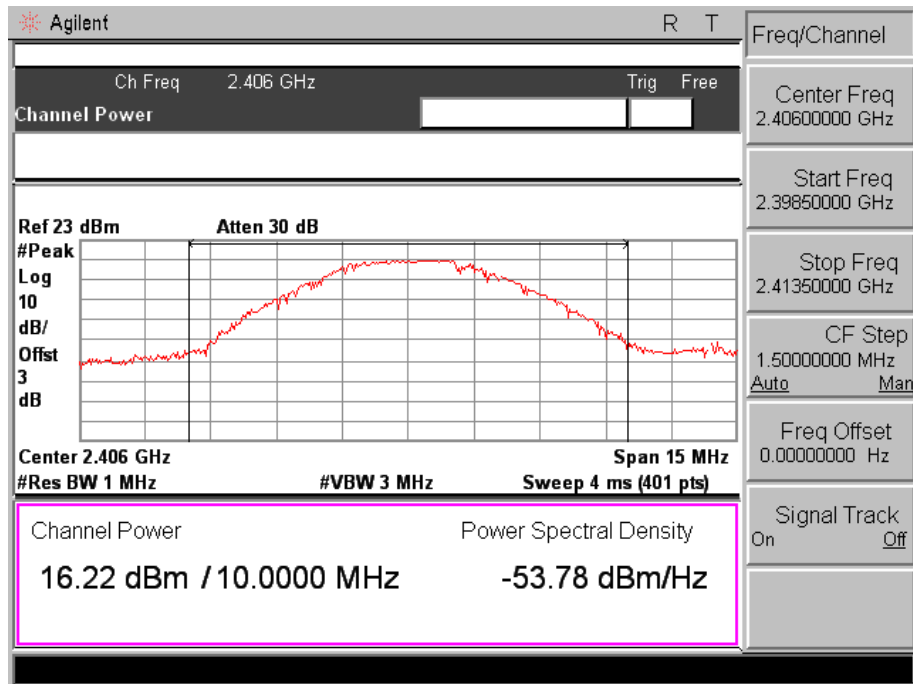 Agilent
R T
Ch Freq 2.406 GHz Trig Free
Channel Power
Ref 23 dBm Atten 30 dB
#Peak
Log
10
dB/
Offst
3
dB
Center 2.406 GHz Span 15 MHz
#Res BW 1 MHz #VBW 3 MHz Sweep 4 ms (401 pts)
Channel Power Power Spectral Density
16.22 dBm / 10.0000 MHz -53.78 dBm/Hz
Freq/Channel
Center Freq
2.40600000 GHz
Start Freq
2.39850000 GHz
Stop Freq
2.41350000 GHz
CF Step
1.50000000 MHz
Auto Man
Freq Offset
0.00000000 Hz
Signal Track
On Off